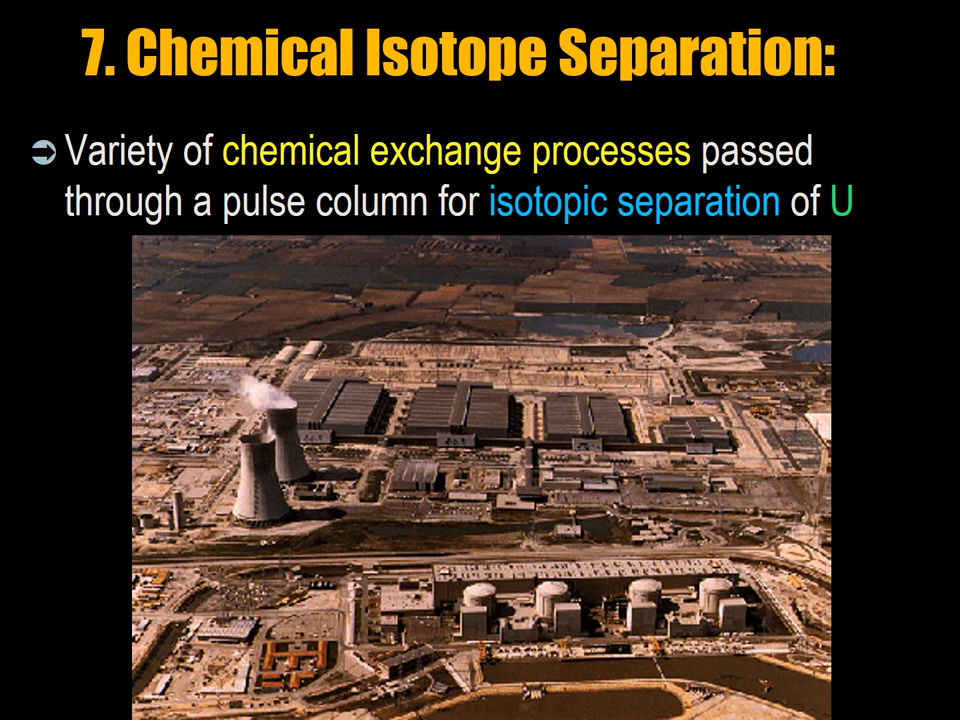 7. Chemical Isotope Separation:
Variety of chemical exchange processes passed
through a pulse column for isotopic separation of U